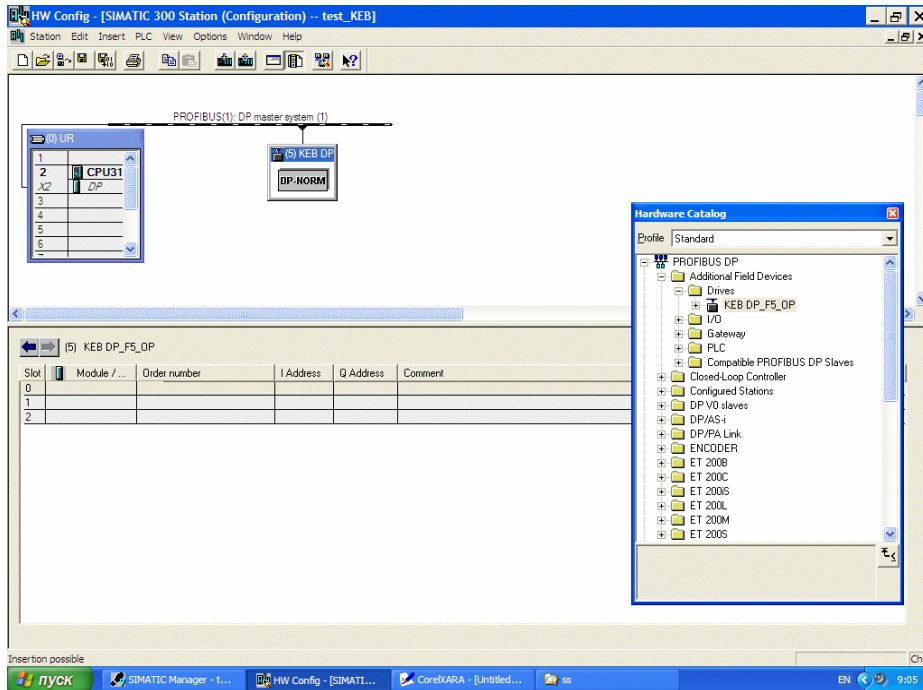 HW Config - [SIMATIC 300 Station (Configuration) -- test_KEB]
Station Edit Insert PLC View Options Window Help
PROFIBUS(1): DP master system (1)
(0) UR
1
2 CPU31
X2 DP
3
4
5
6
(5) KEB DP
DP-NORM
Hardware Catalog
Profile Standard
PROFIBUS DP
Additional Field Devices
Drives
KEB DP_F5_OP
I/O
Gateway
PLC
Compatible PROFIBUS DP Slaves
Closed-Loop Controller
Configured Stations
DP V0 slaves
DP/AS-i
DP/PA Link
ENCODER
ET 200B
ET 200C
ET 200iS
ET 200L
ET 200M
ET 200S
(5) KEB DP_F5_OP
Slot Module / ... Order number I Address Q Address Comment
0
1
2
Insertion possible
Ch
пуск SIMATIC Manager - t... HW Config - [SIMATI... CorelXARA - [Untitled... ss EN 9:05